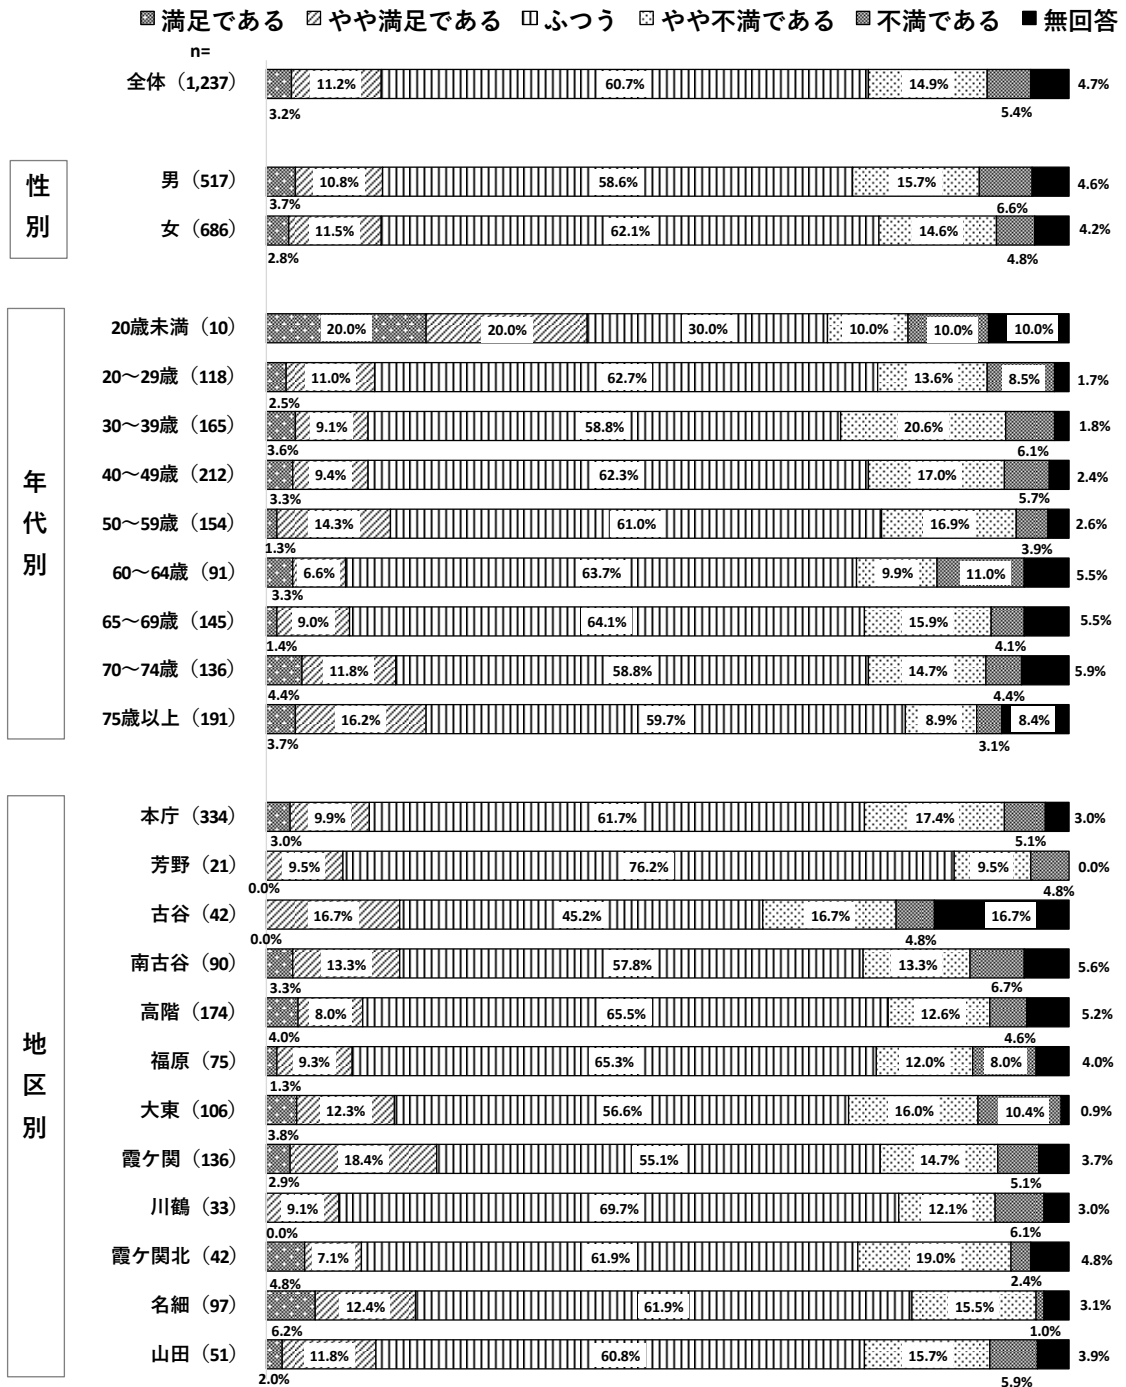 満足である やや満足である ふつう やや不満である 不満である 無回答
n=
全体（1,237） 3.2% 11.2% 60.7% 14.9% 5.4% 4.7%
性別
男（517） 3.7% 10.8% 58.6% 15.7% 6.6% 4.6%
女（686） 2.8% 11.5% 62.1% 14.6% 4.8% 4.2%
年代別
20歳未満（10） 20.0% 20.0% 30.0% 10.0% 10.0% 10.0%
20～29歳（118） 2.5% 11.0% 62.7% 13.6% 8.5% 1.7%
30～39歳（165） 3.6% 9.1% 58.8% 20.6% 6.1% 1.8%
40～49歳（212） 3.3% 9.4% 62.3% 17.0% 5.7% 2.4%
50～59歳（154） 1.3% 14.3% 61.0% 16.9% 3.9% 2.6%
60～64歳（91） 3.3% 6.6% 63.7% 9.9% 11.0% 5.5%
65～69歳（145） 1.4% 9.0% 64.1% 15.9% 4.1% 5.5%
70～74歳（136） 4.4% 11.8% 58.8% 14.7% 4.4% 5.9%
75歳以上（191） 3.7% 16.2% 59.7% 8.9% 3.1% 8.4%
地区別
本庁（334） 3.0% 9.9% 61.7% 17.4% 5.1% 3.0%
芳野（21） 0.0% 9.5% 76.2% 9.5% 4.8% 0.0%
古谷（42） 0.0% 16.7% 45.2% 16.7% 4.8% 16.7%
南古谷（90） 3.3% 13.3% 57.8% 13.3% 6.7% 5.6%
高階（174） 4.0% 8.0% 65.5% 12.6% 4.6% 5.2%
福原（75） 1.3% 9.3% 65.3% 12.0% 8.0% 4.0%
大東（106） 3.8% 12.3% 56.6% 16.0% 10.4% 0.9%
霞ケ関（136） 2.9% 18.4% 55.1% 14.7% 5.1% 3.7%
川鶴（33） 0.0% 9.1% 69.7% 12.1% 6.1% 3.0%
霞ケ関北（42） 4.8% 7.1% 61.9% 19.0% 2.4% 4.8%
名細（97） 6.2% 12.4% 61.9% 15.5% 1.0% 3.1%
山田（51） 2.0% 11.8% 60.8% 15.7% 5.9% 3.9%